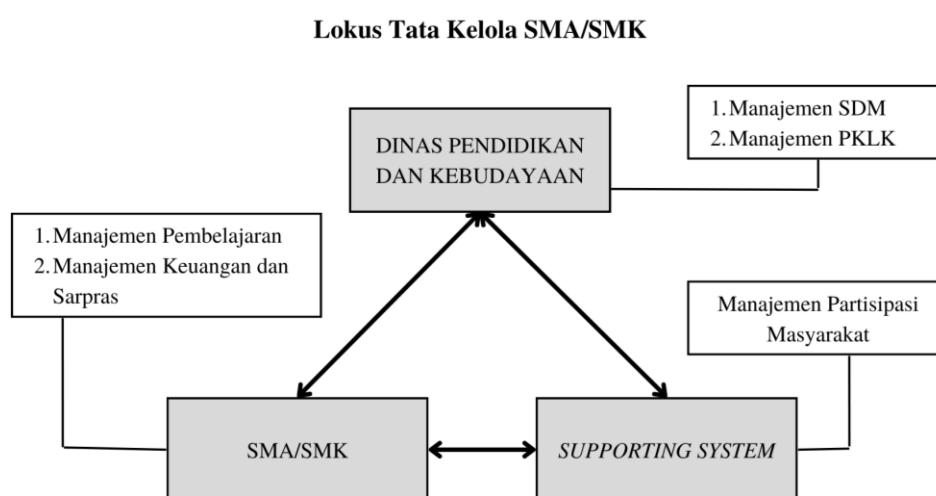 Lokus Tata Kelola SMA/SMK
1. Manajemen SDM
2. Manajemen PKLK
DINAS PENDIDIKAN
DAN KEBUDAYAAN
1. Manajemen Pembelajaran
2. Manajemen Keuangan dan
Sarpras
Manajemen Partisipasi
Masyarakat
SMA/SMK
SUPPORTING SYSTEM